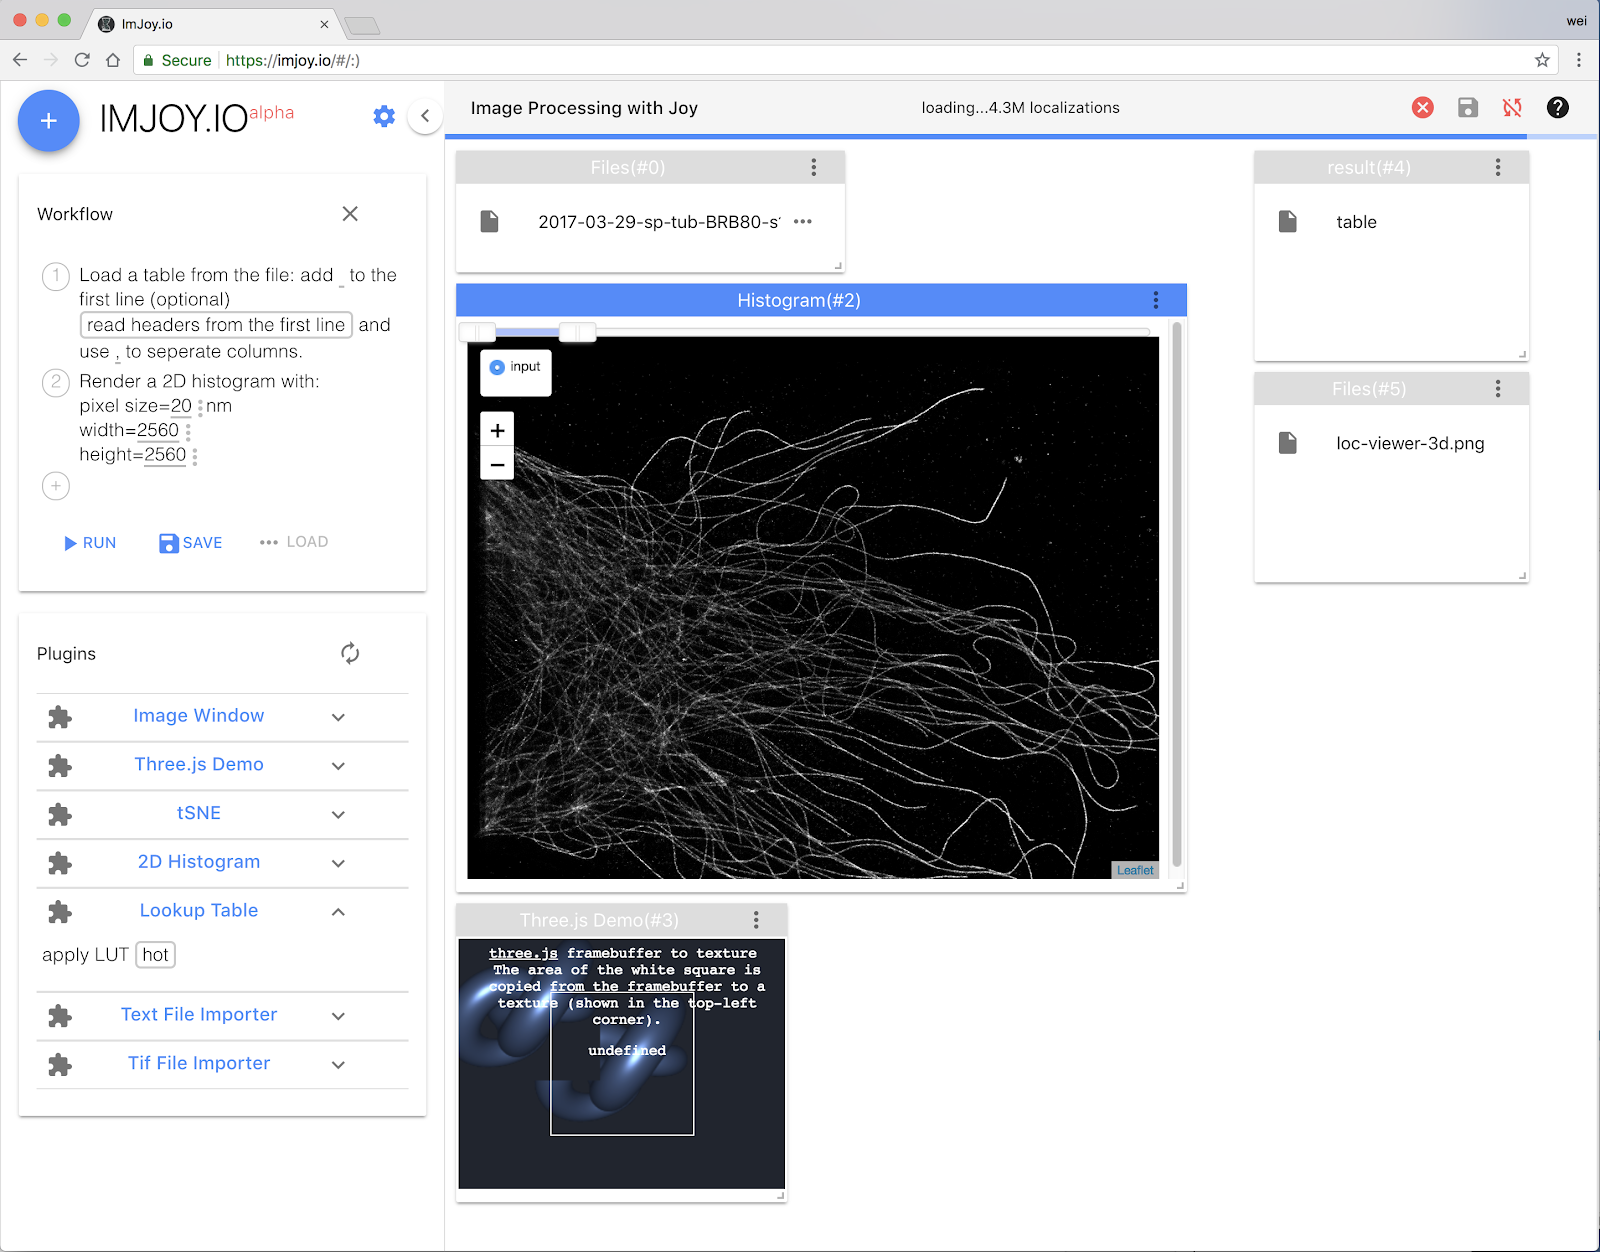 ImJoy.io
wei
Secure
https://imjoy.io/#/:)
IMJOY.IO alpha
Image Processing with Joy
loading...4.3M localizations
Workflow
1 Load a table from the file: add _ to the
first line (optional)
read headers from the first line and
use , to seperate columns.
2 Render a 2D histogram with:
pixel size=20 nm
width=2560
height=2560
RUN
SAVE
LOAD
Plugins
Image Window
Three.js Demo
tSNE
2D Histogram
Lookup Table
apply LUT hot
Text File Importer
Tif File Importer
Files(#0)
2017-03-29-sp-tub-BRB80-s
Histogram(#2)
input
+
−
Leaflet
Three.js Demo(#3)
three.js framebuffer to texture
The area of the white square is
copied from the framebuffer to a
texture (shown in the top-left
corner).
undefined
result(#4)
table
Files(#5)
loc-viewer-3d.png